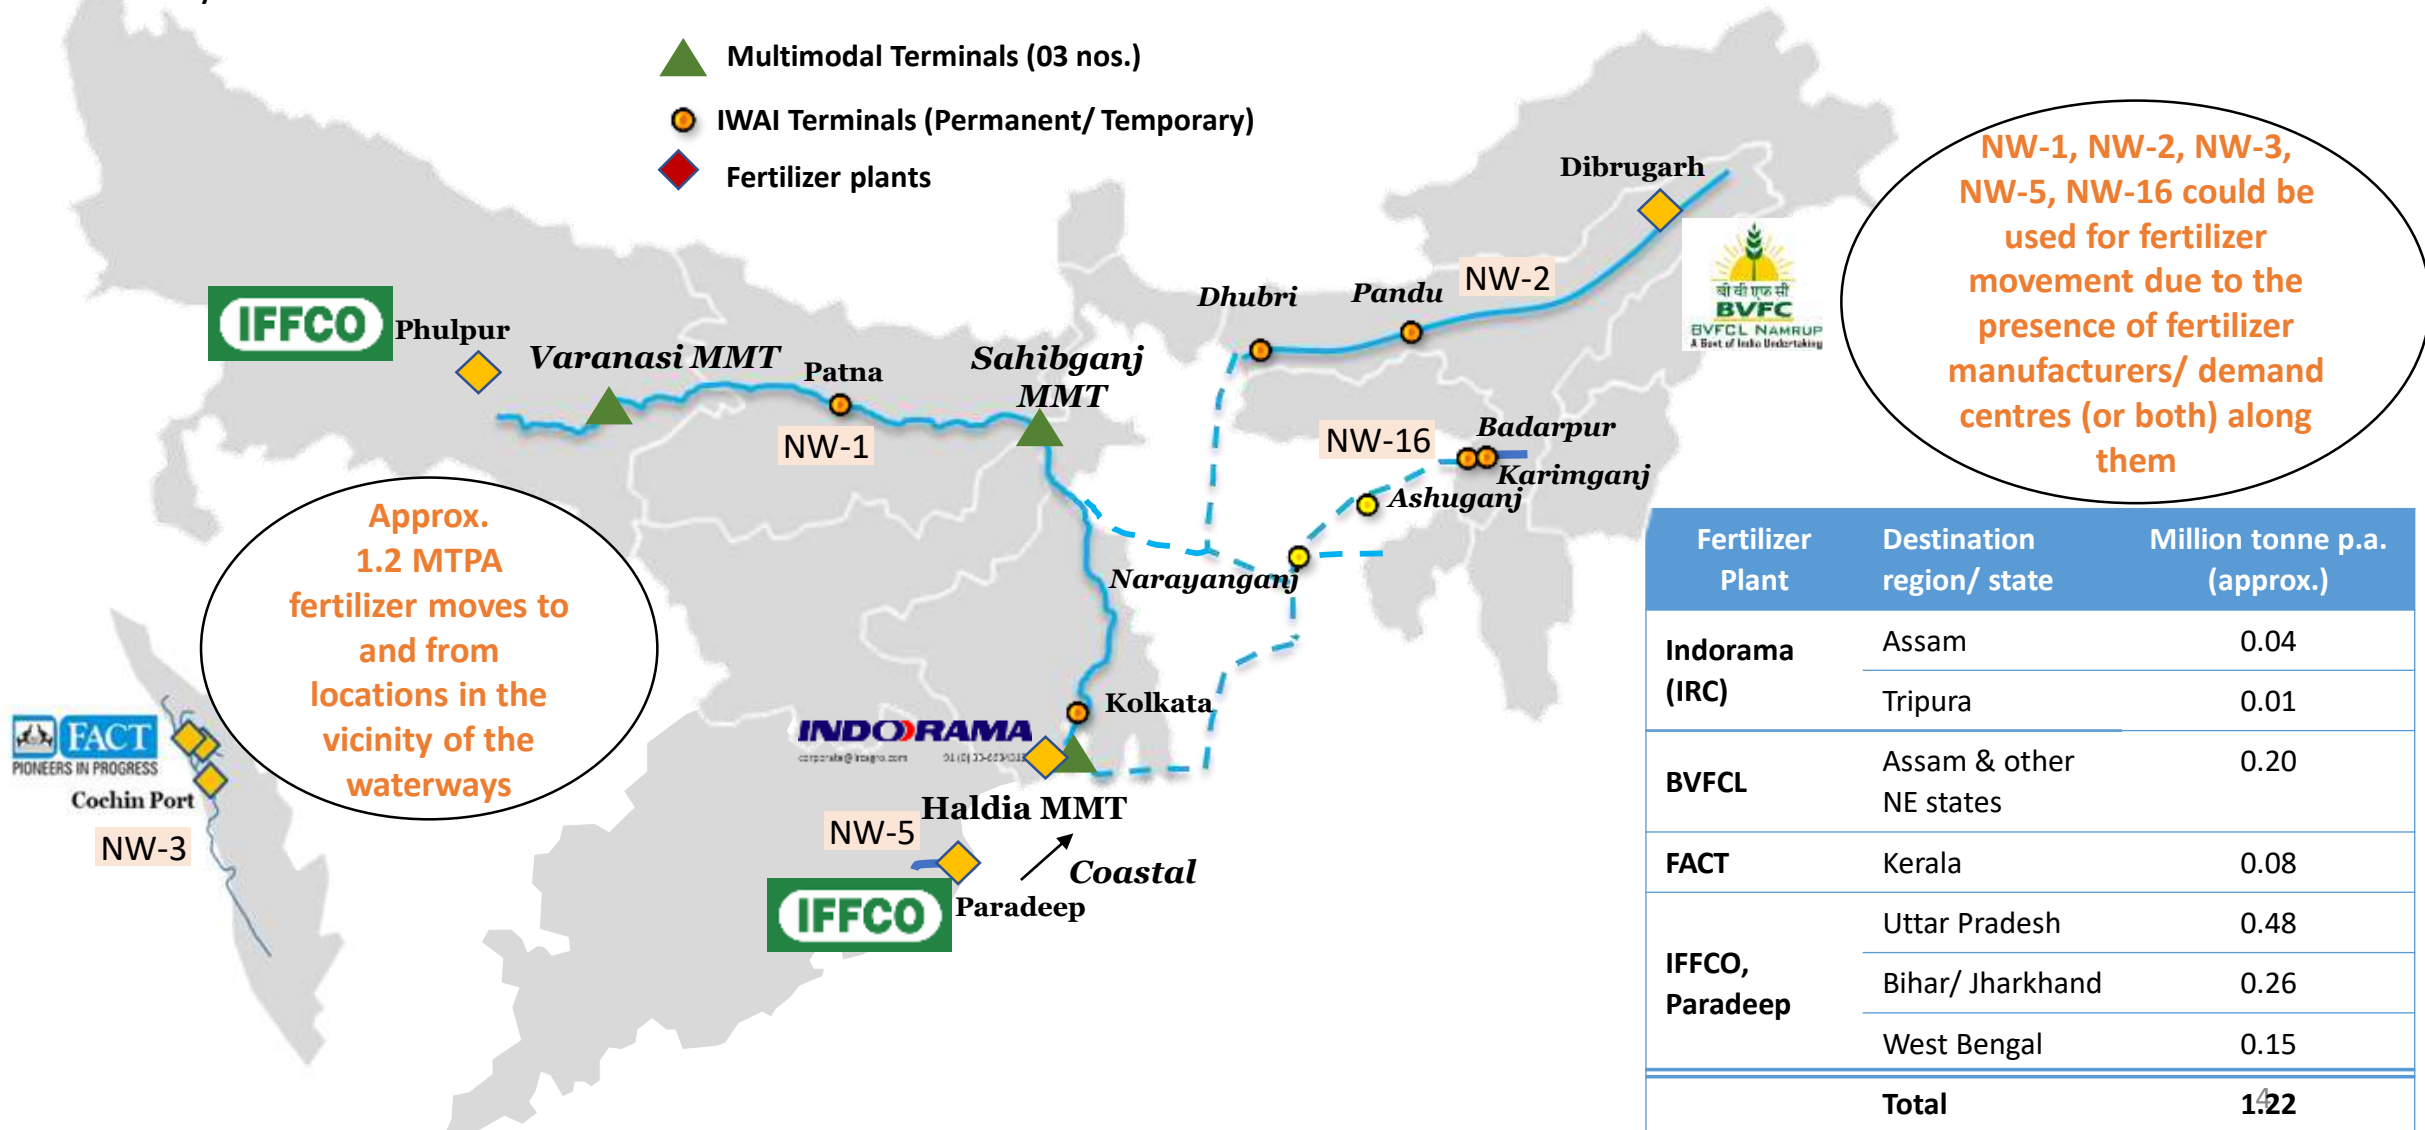 Multimodal Terminals (03 nos.)
IWAI Terminals (Permanent/ Temporary)
Fertilizer plants
Dibrugarh
NW-1, NW-2, NW-3,
NW-5, NW-16 could be
used for fertilizer
movement due to the
presence of fertilizer
manufacturers/ demand
centres (or both) along
them
बी वी एफ सी
BVFC
BVFCL NAMRUP
A Govt of India Undertaking
Dhubri
Pandu
NW-2
IFFCO
Phulpur
Varanasi MMT
Patna
Sahibganj
MMT
NW-1
NW-16
Badarpur
Karimganj
Ashuganj
Narayanganj
Approx.
1.2 MTPA
fertilizer moves to
and from
locations in the
vicinity of the
waterways
FACT
PIONEERS IN PROGRESS
Cochin Port
NW-3
Kolkata
INDORAMA
Haldia MMT
NW-5
Coastal
IFFCO
Paradeep
Fertilizer Plant Destination region/ state Million tonne p.a. (approx.)
Indorama (IRC) Assam 0.04
Tripura 0.01
BVFCL Assam & other NE states 0.20
FACT Kerala 0.08
IFFCO, Paradeep Uttar Pradesh 0.48
Bihar/ Jharkhand 0.26
West Bengal 0.15
Total 1.22
4